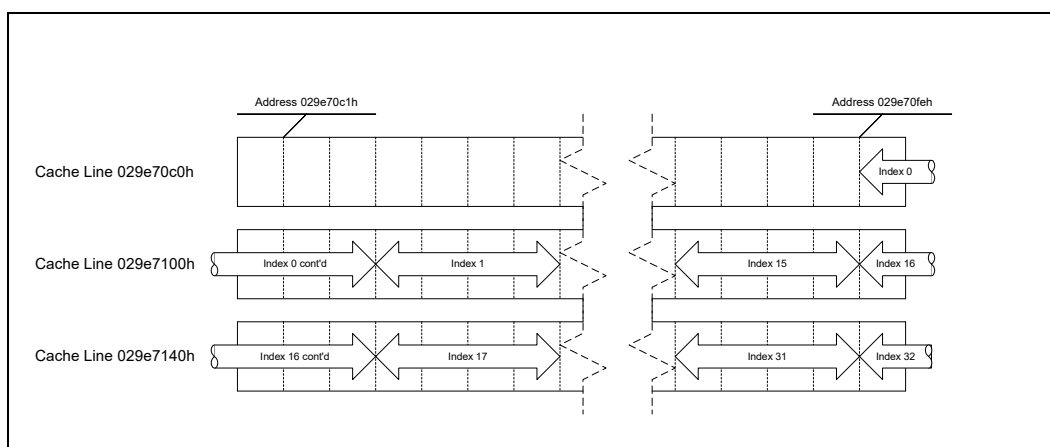 Address 029e70c1h
Address 029e70feh
Cache Line 029e70c0h
Index 0
Cache Line 029e7100h
Index 0 cont'd
Index 1
Index 15
Index 16
Cache Line 029e7140h
Index 16 cont'd
Index 17
Index 31
Index 32